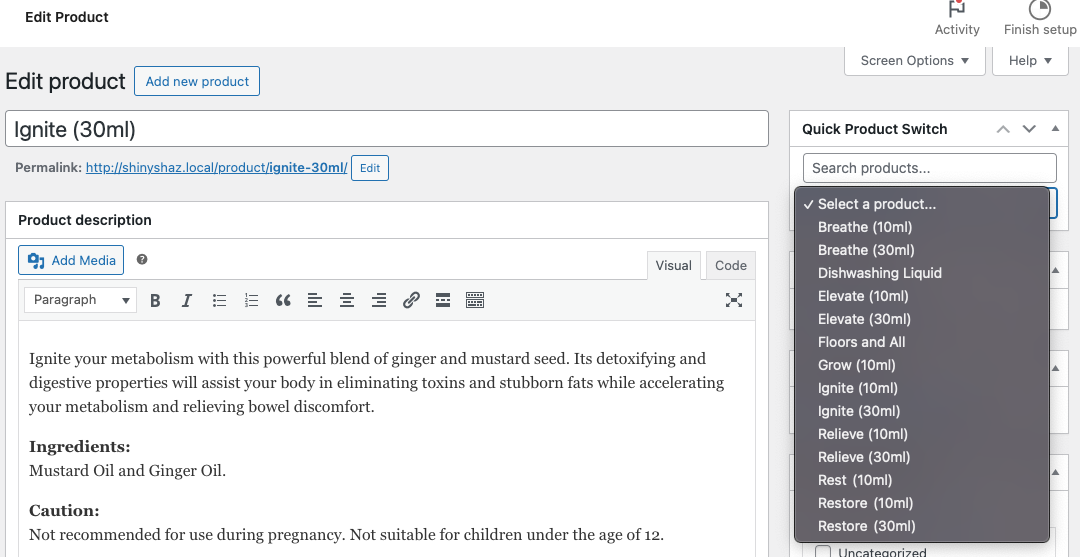 Edit Product
Activity
Finish setup
Screen Options
Help
Edit product
Add new product
Ignite (30ml)
Permalink: http://shinyshaz.local/product/ignite-30ml/ Edit
Product description
Add Media
Visual
Code
Paragraph
Ignite your metabolism with this powerful blend of ginger and mustard seed. Its detoxifying and
digestive properties will assist your body in eliminating toxins and stubborn fats while accelerating
your metabolism and relieving bowel discomfort.
Ingredients:
Mustard Oil and Ginger Oil.
Caution:
Not recommended for use during pregnancy. Not suitable for children under the age of 12.
Quick Product Switch
Search products...
✓ Select a product...
Breathe (10ml)
Breathe (30ml)
Dishwashing Liquid
Elevate (10ml)
Elevate (30ml)
Floors and All
Grow (10ml)
Ignite (10ml)
Ignite (30ml)
Relieve (10ml)
Relieve (30ml)
Rest (10ml)
Restore (10ml)
Restore (30ml)
Uncategorized